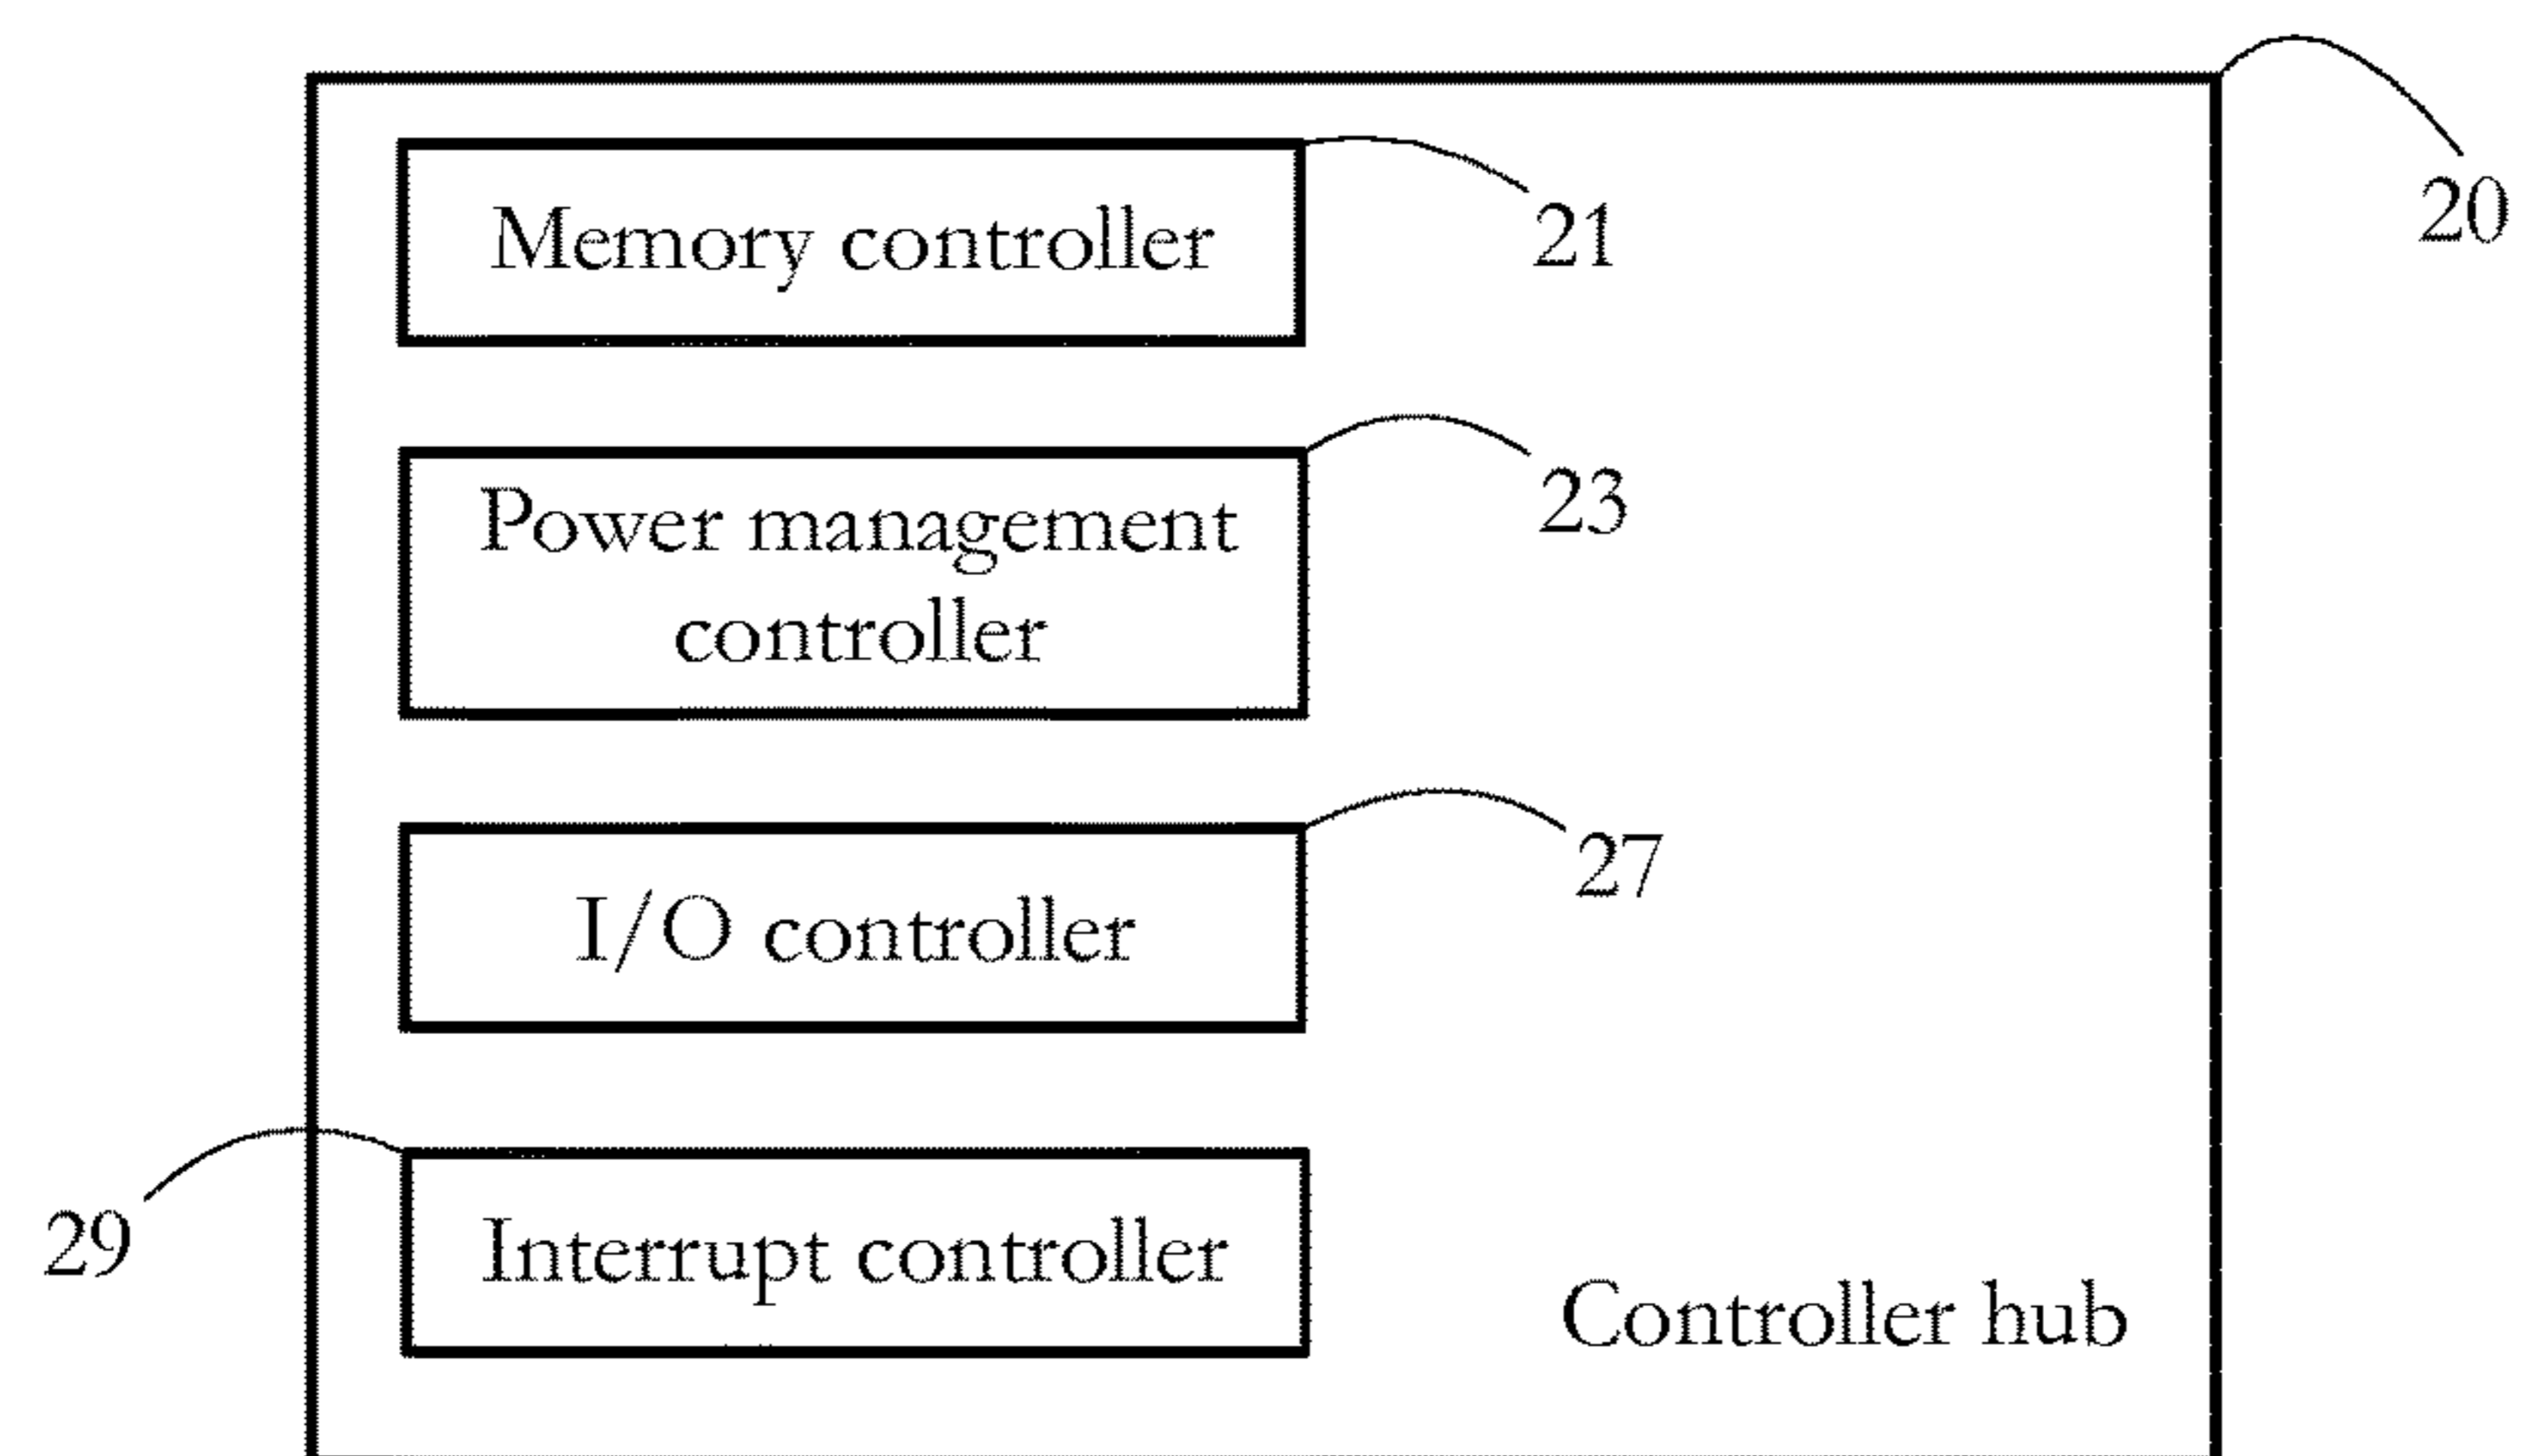 20
Memory controller
21
Power management
controller
23
I/O controller
27
Interrupt controller
29
Controller hub